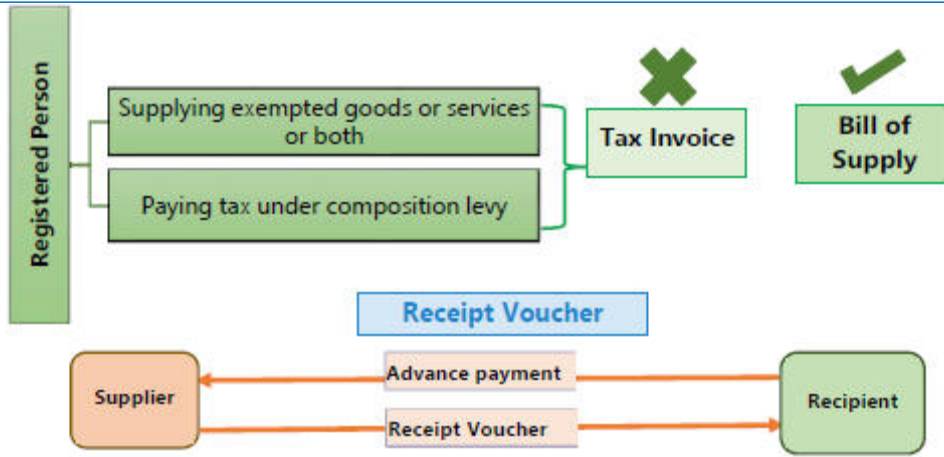 Registered Person
Supplying exempted goods or services
or both
Paying tax under composition levy
Tax Invoice
Bill of
Supply
Receipt Voucher
Supplier
Advance payment
Receipt Voucher
Recipient